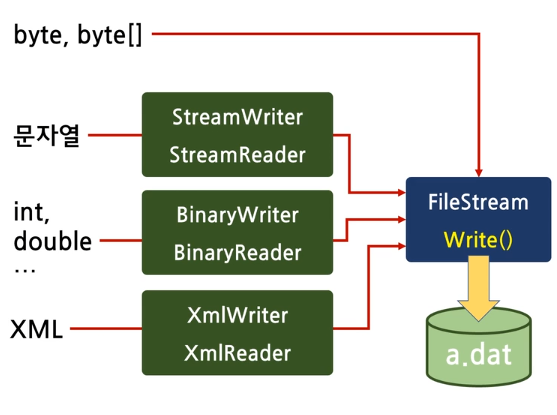 byte, byte[]
문자열
StreamWriter
StreamReader
int,
double
...
BinaryWriter
BinaryReader
XML
XmlWriter
XmlReader
FileStream
Write()
a.dat